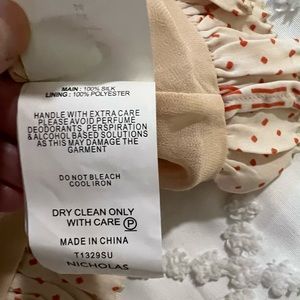 MAIN : 100% SILK
LINING : 100% POLYESTER
HANDLE WITH EXTRA CARE
PLEASE AVOID PERFUME
DEODORANTS, PERSPIRATION
& ALCOHOL BASED SOLUTIONS
AS THIS MAY DAMAGE THE
GARMENT
DO NOT BLEACH
COOL IRON
DRY CLEAN ONLY
WITH CARE P
MADE IN CHINA
T1329SU
NICHOLAS